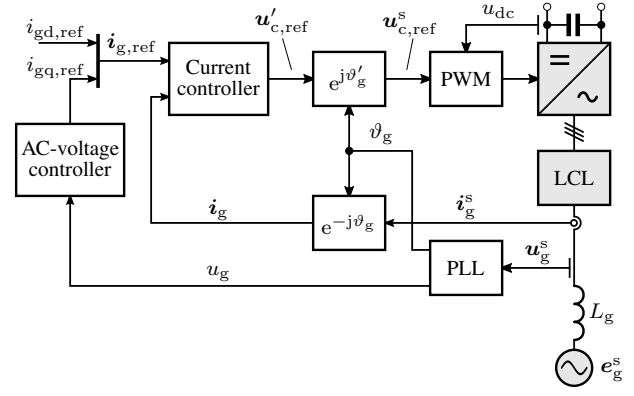 i_gd,ref
i_g,ref
i_gq,ref
Current controller
u′_c,ref
e^jϑ′_g
u^s_c,ref
u_dc
PWM
AC-voltage controller
ϑ_g
LCL
i_g
e^−jϑ_g
i^s_g
u_g
PLL
u^s_g
L_g
e^s_g